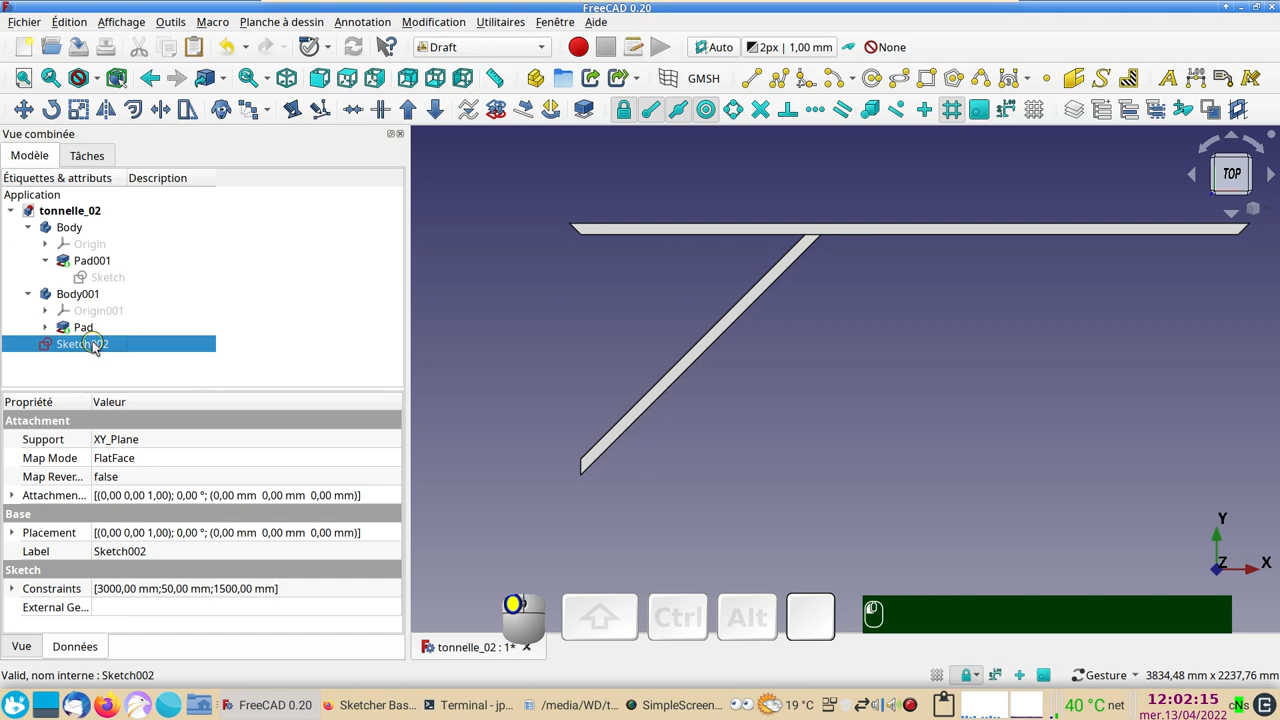 FreeCAD 0.20
Fichier Édition Affichage Outils Macro Planche à dessin Annotation Modification Utilitaires Fenêtre Aide
Draft Auto 2px | 1,00 mm None
GMSH
Vue combinée
Modèle Tâches
Étiquettes & attributs Description
Application
tonnelle_02
Body
Origin
Pad001
Sketch
Body001
Origin001
Pad
Sketch002
TOP
Propriété Valeur
Attachment
Support XY_Plane
Map Mode FlatFace
Map Rever... false
Attachmen... [(0,00 0,00 1,00); 0,00 °; (0,00 mm 0,00 mm 0,00 mm)]
Base
Placement [(0,00 0,00 1,00); 0,00 °; (0,00 mm 0,00 mm 0,00 mm)]
Label Sketch002
Sketch
Constraints [3000,00 mm;50,00 mm;1500,00 mm]
External Ge...
Y
Z X
Ctrl Alt
Vue Données
tonnelle_02 : 1*
Valid, nom interne : Sketch002
Gesture 3834,48 mm x 2237,76 mm
FreeCAD 0.20 Sketcher Bas... Terminal - jp... /media/WD/t... SimpleScreen... 19 °C 40 °C net 12:02:15
mer.13/04/2022